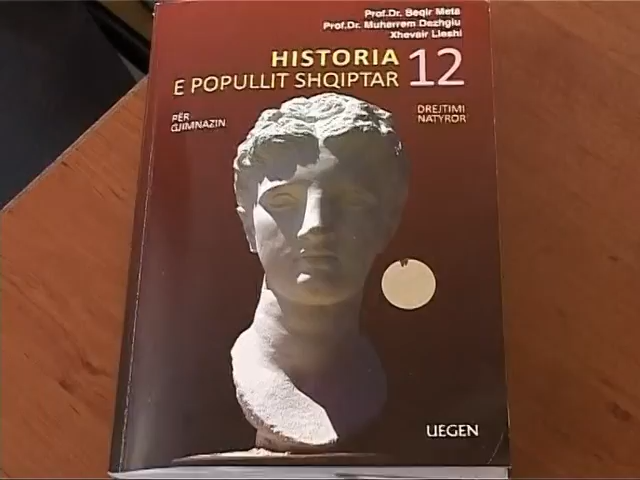 Prof.Dr. Beqir Meta
Prof.Dr. Muharrem Dezhgiu
Xhevair Lleshi
HISTORIA
E POPULLIT SHQIPTAR 12
PËR
GJIMNAZIN
DREJTIMI
NATYROR
UEGEN